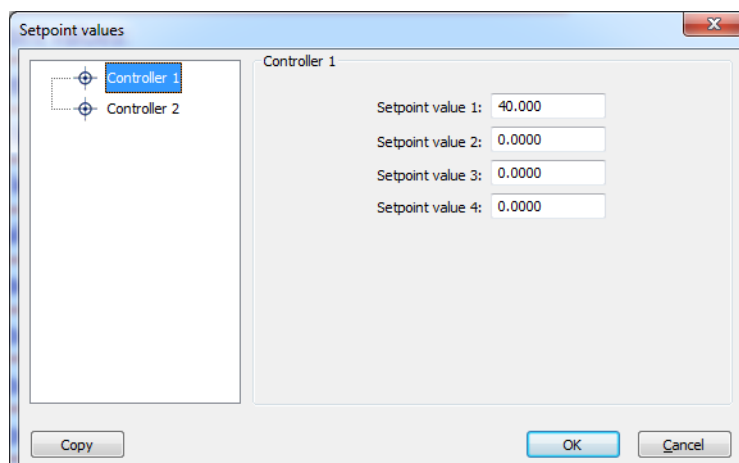 Setpoint values
Controller 1
Controller 2
Controller 1
Setpoint value 1: 40.000
Setpoint value 2: 0.0000
Setpoint value 3: 0.0000
Setpoint value 4: 0.0000
Copy
OK
Cancel